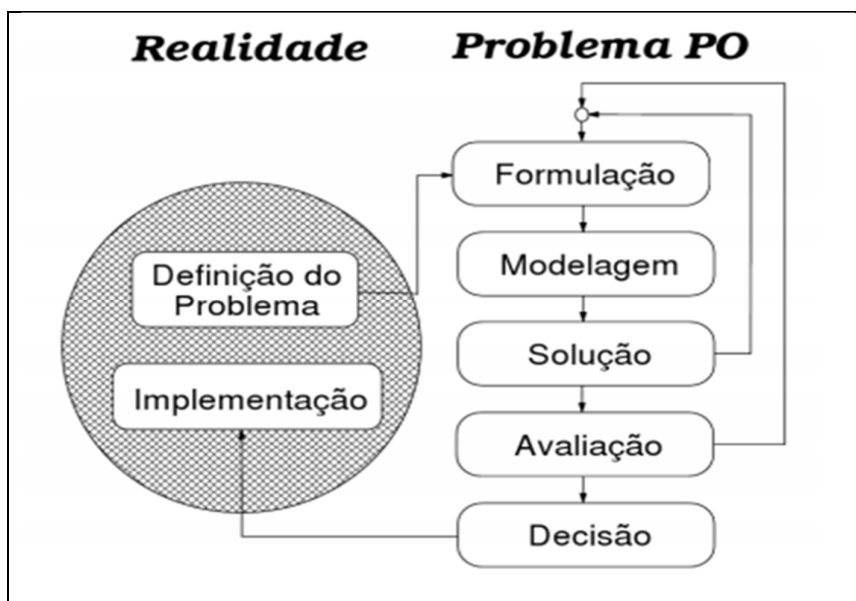 Realidade
Problema PO
Formulação
Definição do
Problema
Modelagem
Solução
Implementação
Avaliação
Decisão